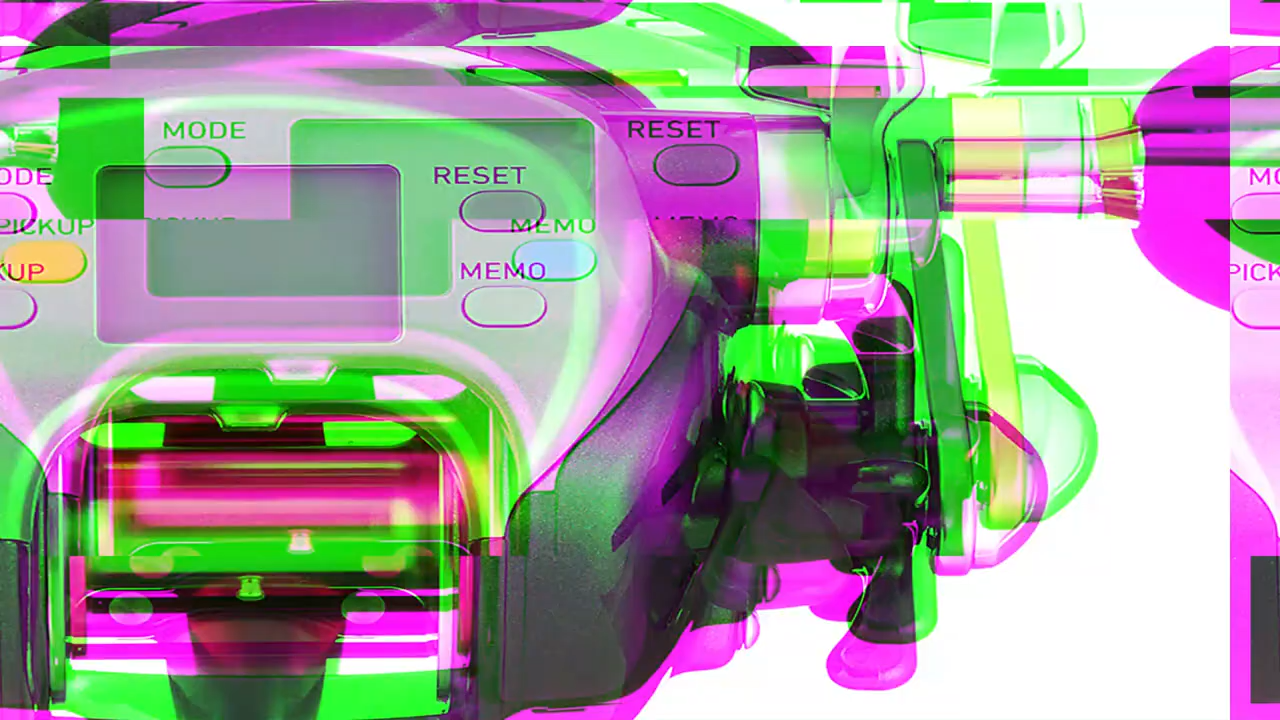 MODE
RESET
ODE
RESET
MO
PICKUP
MEMO
KUP
MEMO
PICK